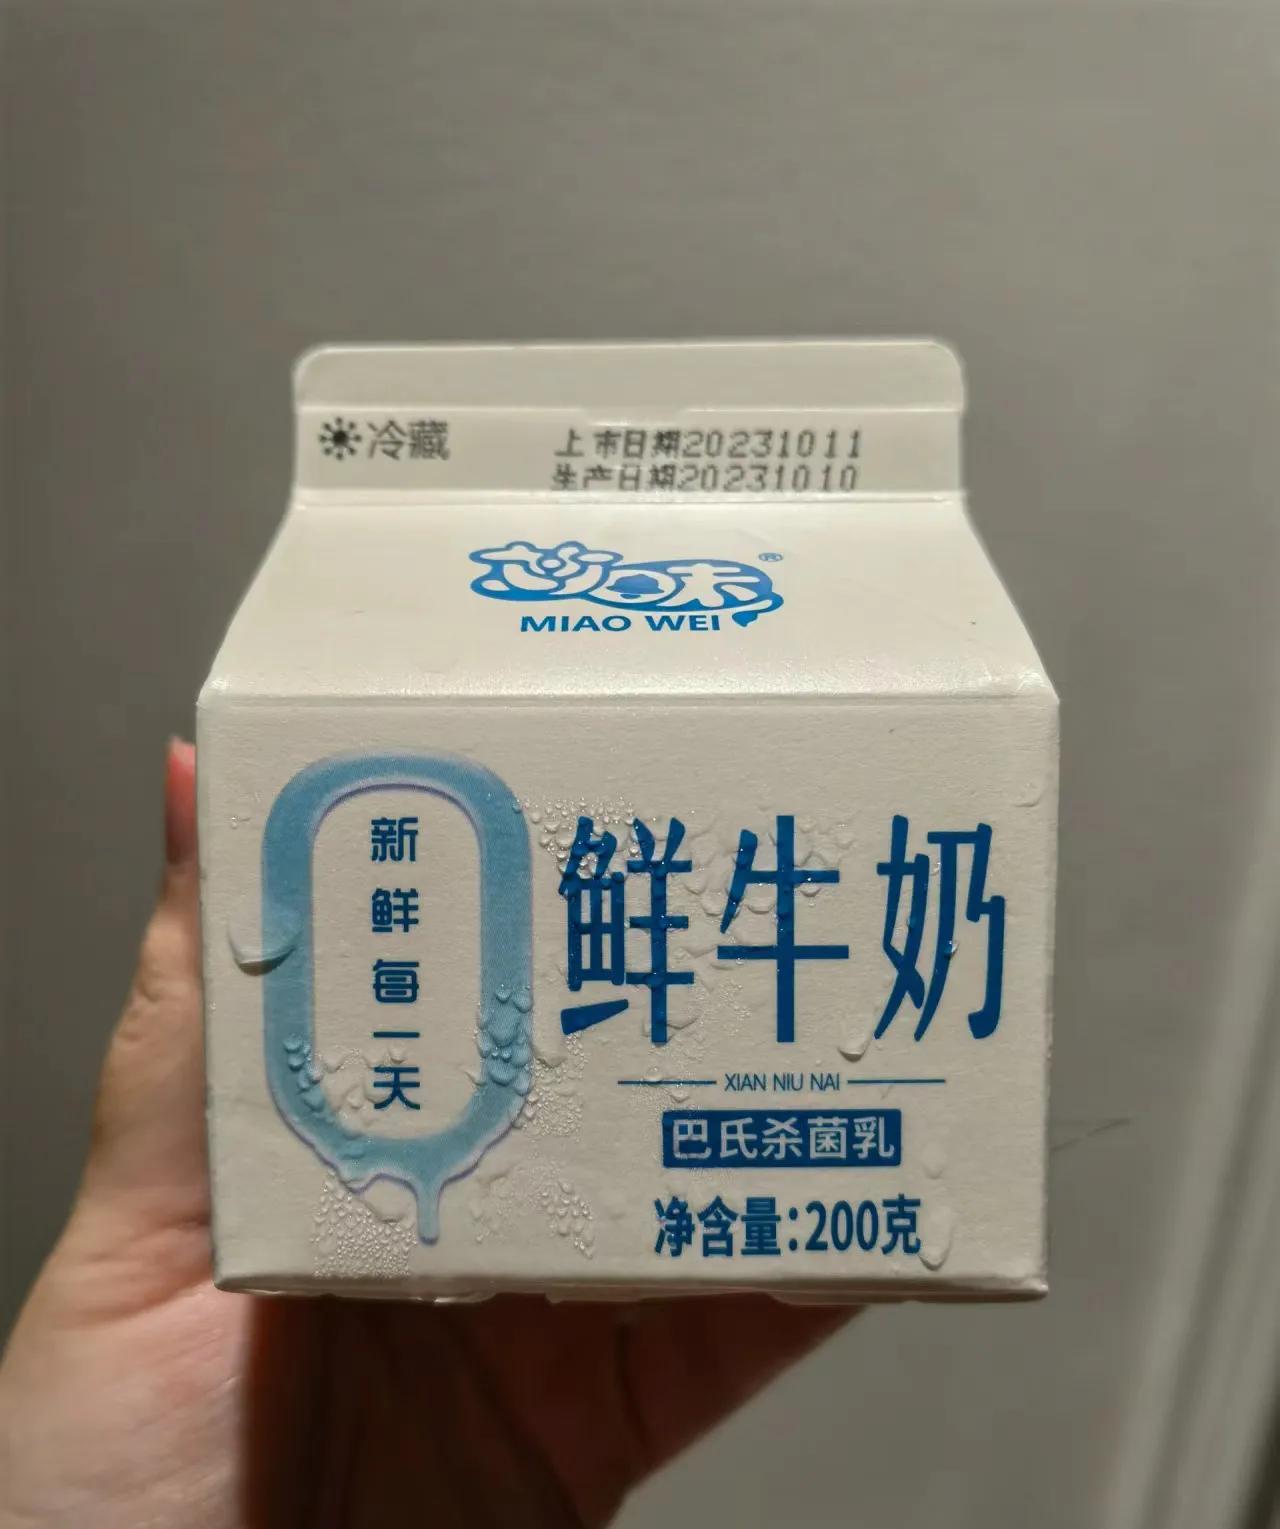 冷藏
上市日期20231011
生产日期20231010
妙味®
MIAO WEI
新鲜每一天
鲜牛奶
XIAN NIU NAI
巴氏杀菌乳
净含量:200克